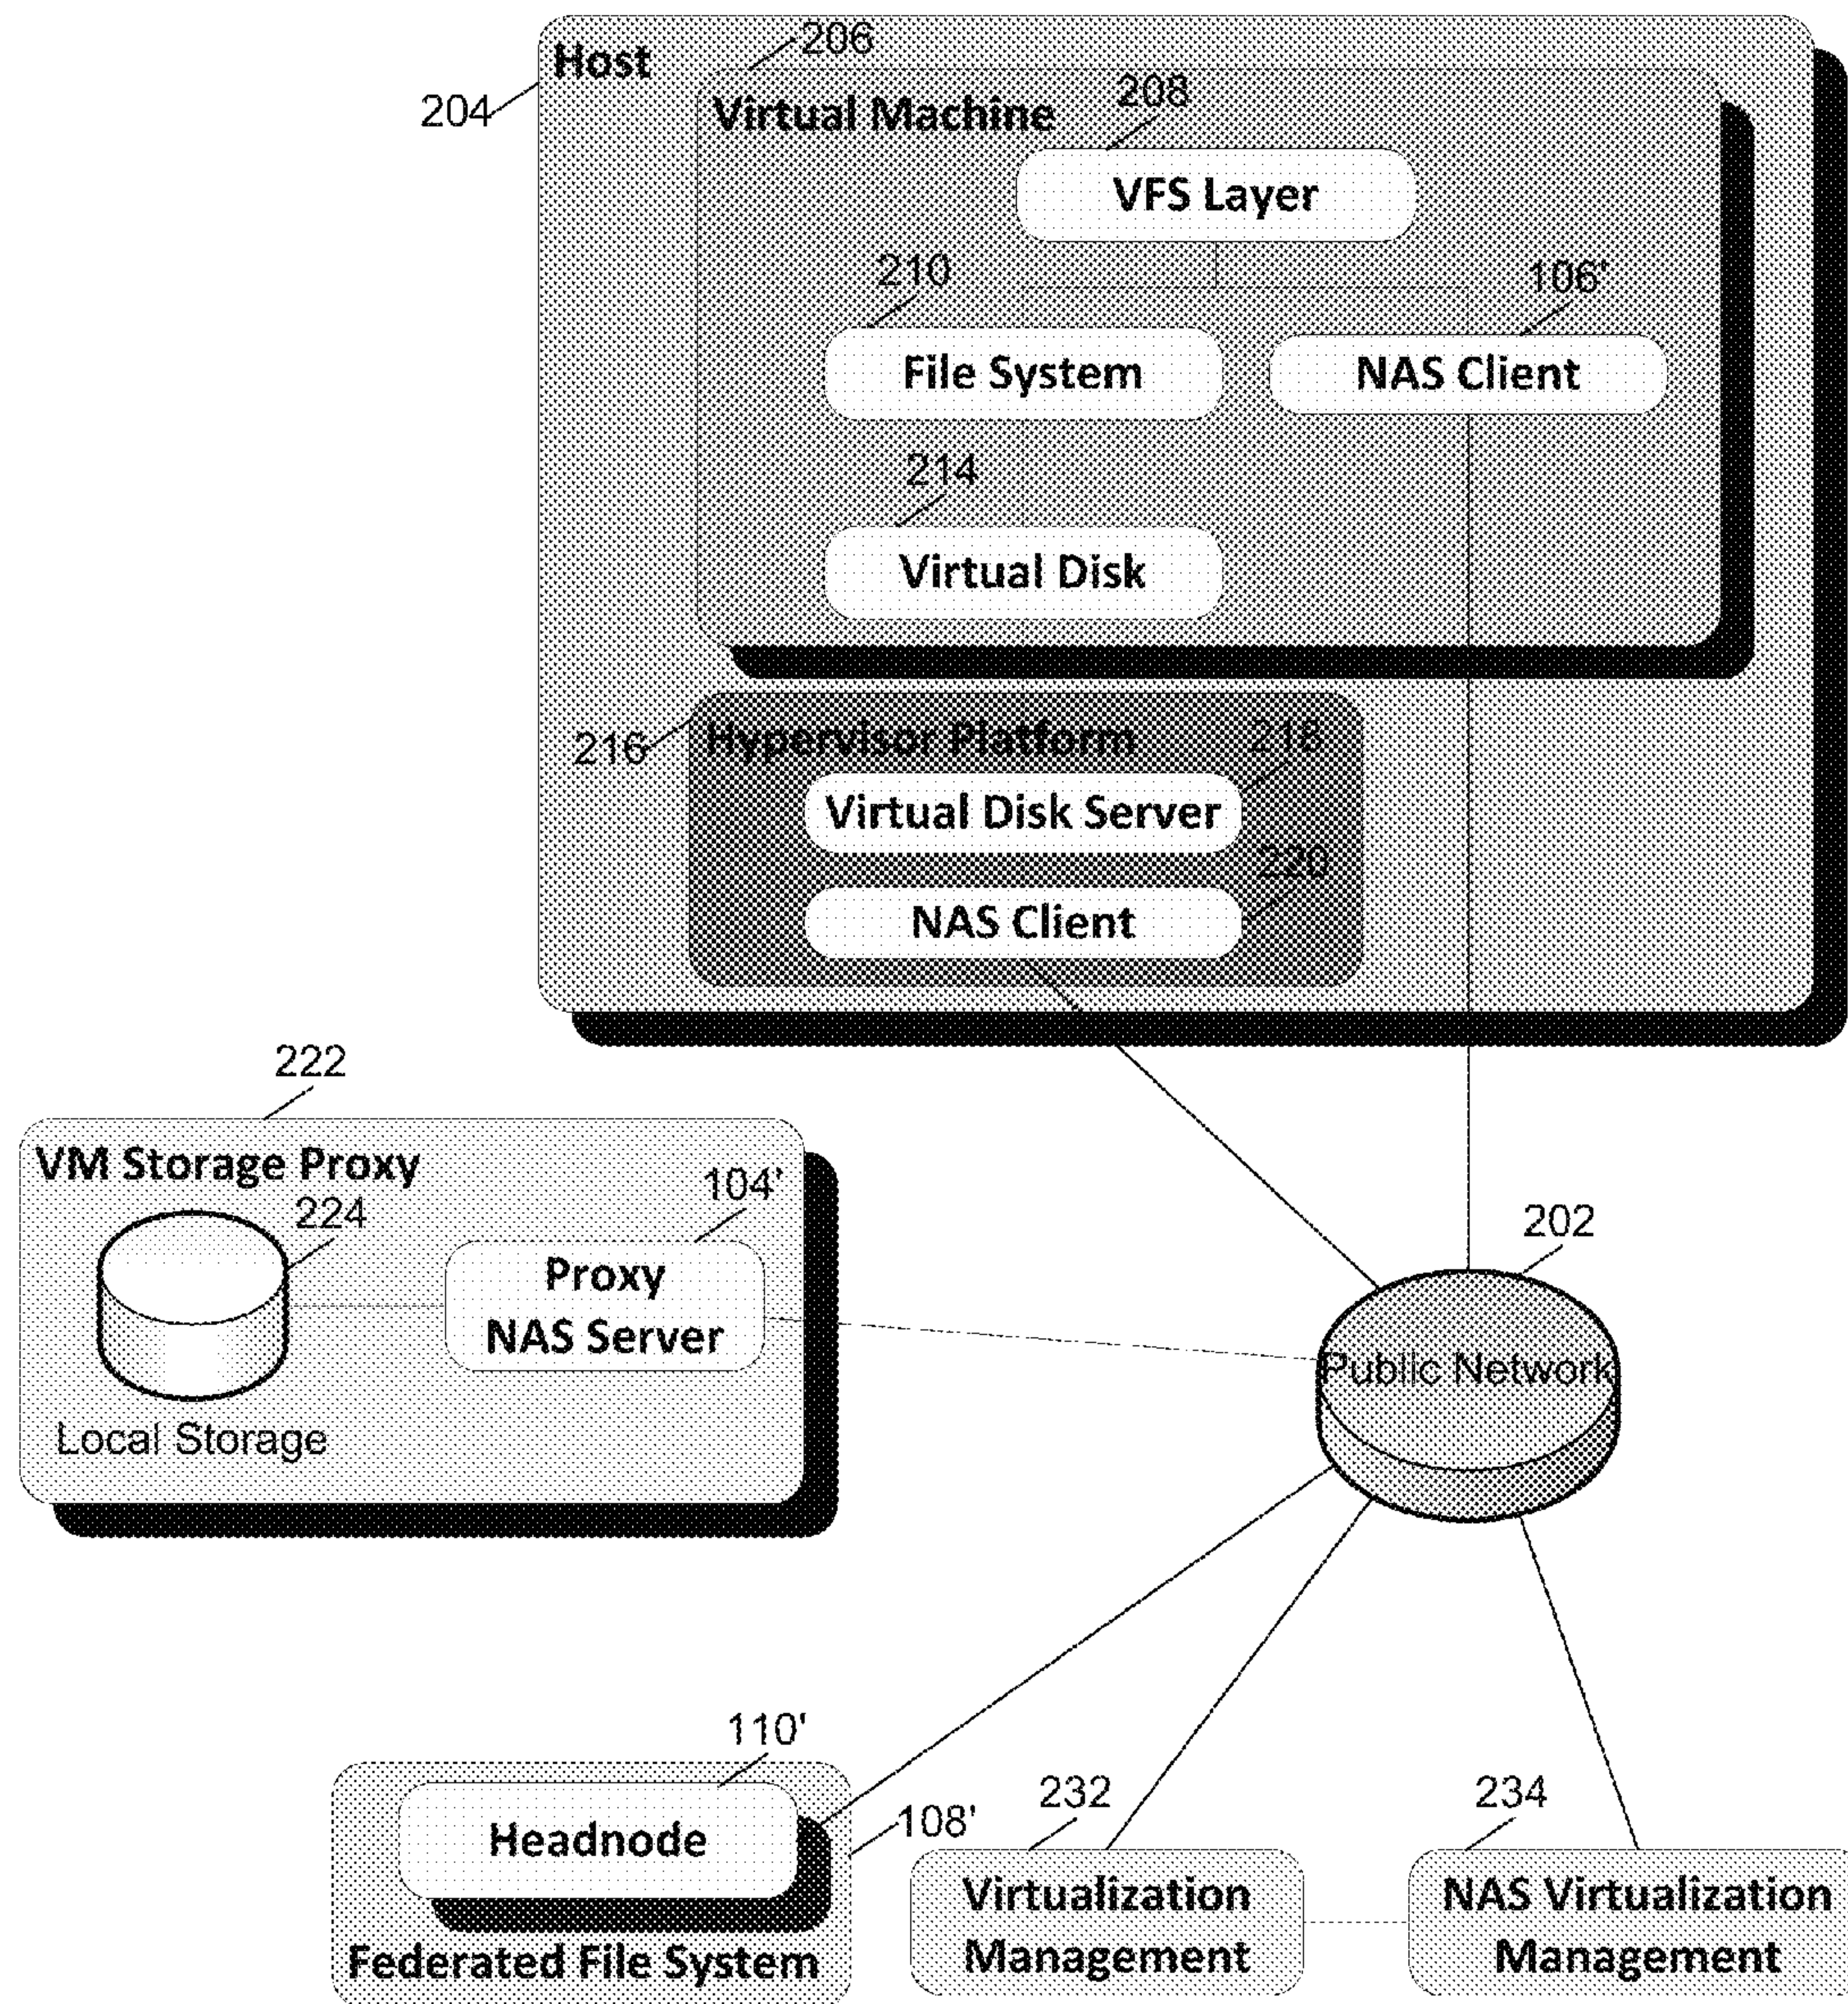 206
Host
204
208
Virtual Machine
VFS Layer
210
106'
File System
NAS Client
214
Virtual Disk
216
Hypervisor Platform
218
Virtual Disk Server
220
NAS Client
222
VM Storage Proxy
104'
224
202
Proxy
NAS Server
Public Network
Local Storage
110'
232
234
108'
Headnode
Virtualization
Management
NAS Virtualization
Management
Federated File System